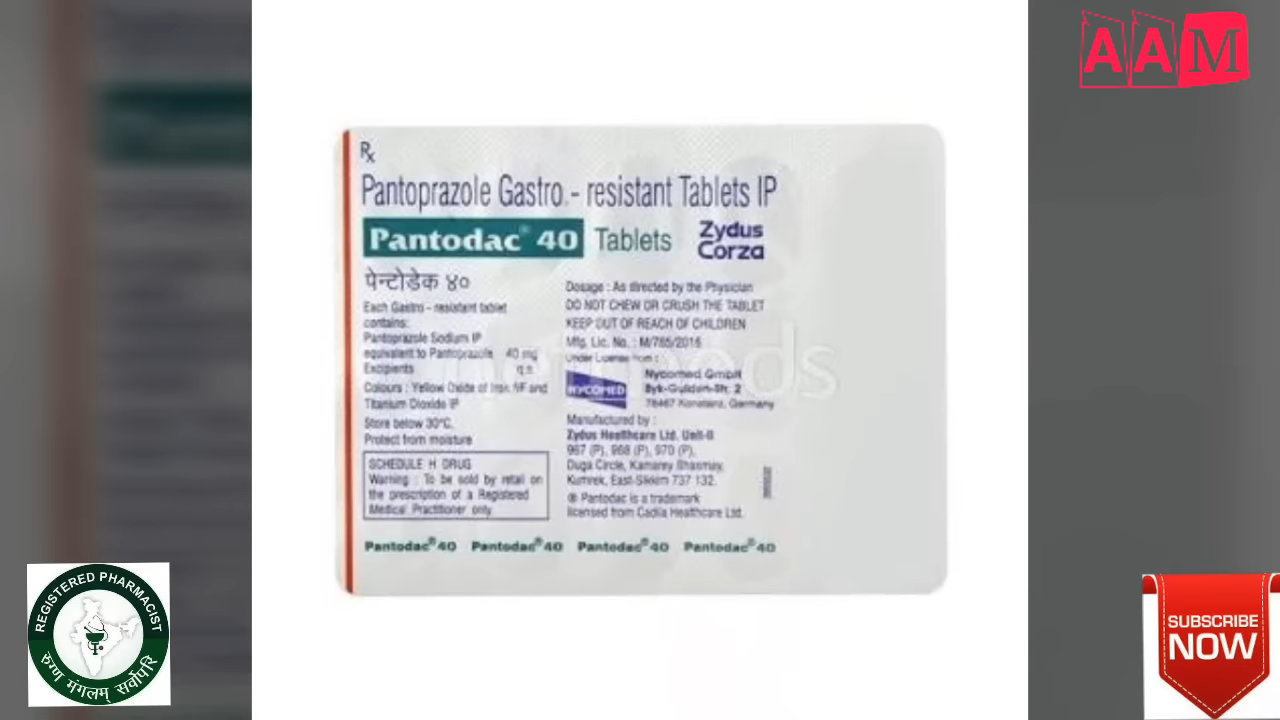 AAM
Rx
Pantoprazole Gastro.- resistant Tablets IP
Pantodac® 40 Tablets
Zydus
Corza
पेन्टोडेक ४०
Each Gastro - resistant tablet
contains:
Pantoprazole Sodium IP
equivalent to Pantoprazole 40 mg
Excipients q.s.
Colours : Yellow Oxide of Iron NF and
Titanium Dioxide IP
Store below 30°C.
Protect from moisture
SCHEDULE H DRUG
Warning : To be sold by retail on
the prescription of a Registered
Medical Practitioner only.
Dosage : As directed by the Physician
DO NOT CHEW OR CRUSH THE TABLET
KEEP OUT OF REACH OF CHILDREN
Mfg. Lic. No. : M/765/2016
Under License from :
NYCOMED
Nycomed GmbH
Byk-Gulden-Str. 2
78467 Konstanz, Germany
Manufactured by :
Zydus Healthcare Ltd. Unit-II
967 (P), 968 (P), 970 (P),
Duga Circle, Kamarey Bhasmay,
Kumrek, East-Sikkim 737 132.
® Pantodac is a trademark
licensed from Cadila Healthcare Ltd.
Pantodac®40 Pantodac®40 Pantodac®40 Pantodac®40
REGISTERED PHARMACIST
रुग्ण मंगलम् सर्वोपरि
SUBSCRIBE
NOW